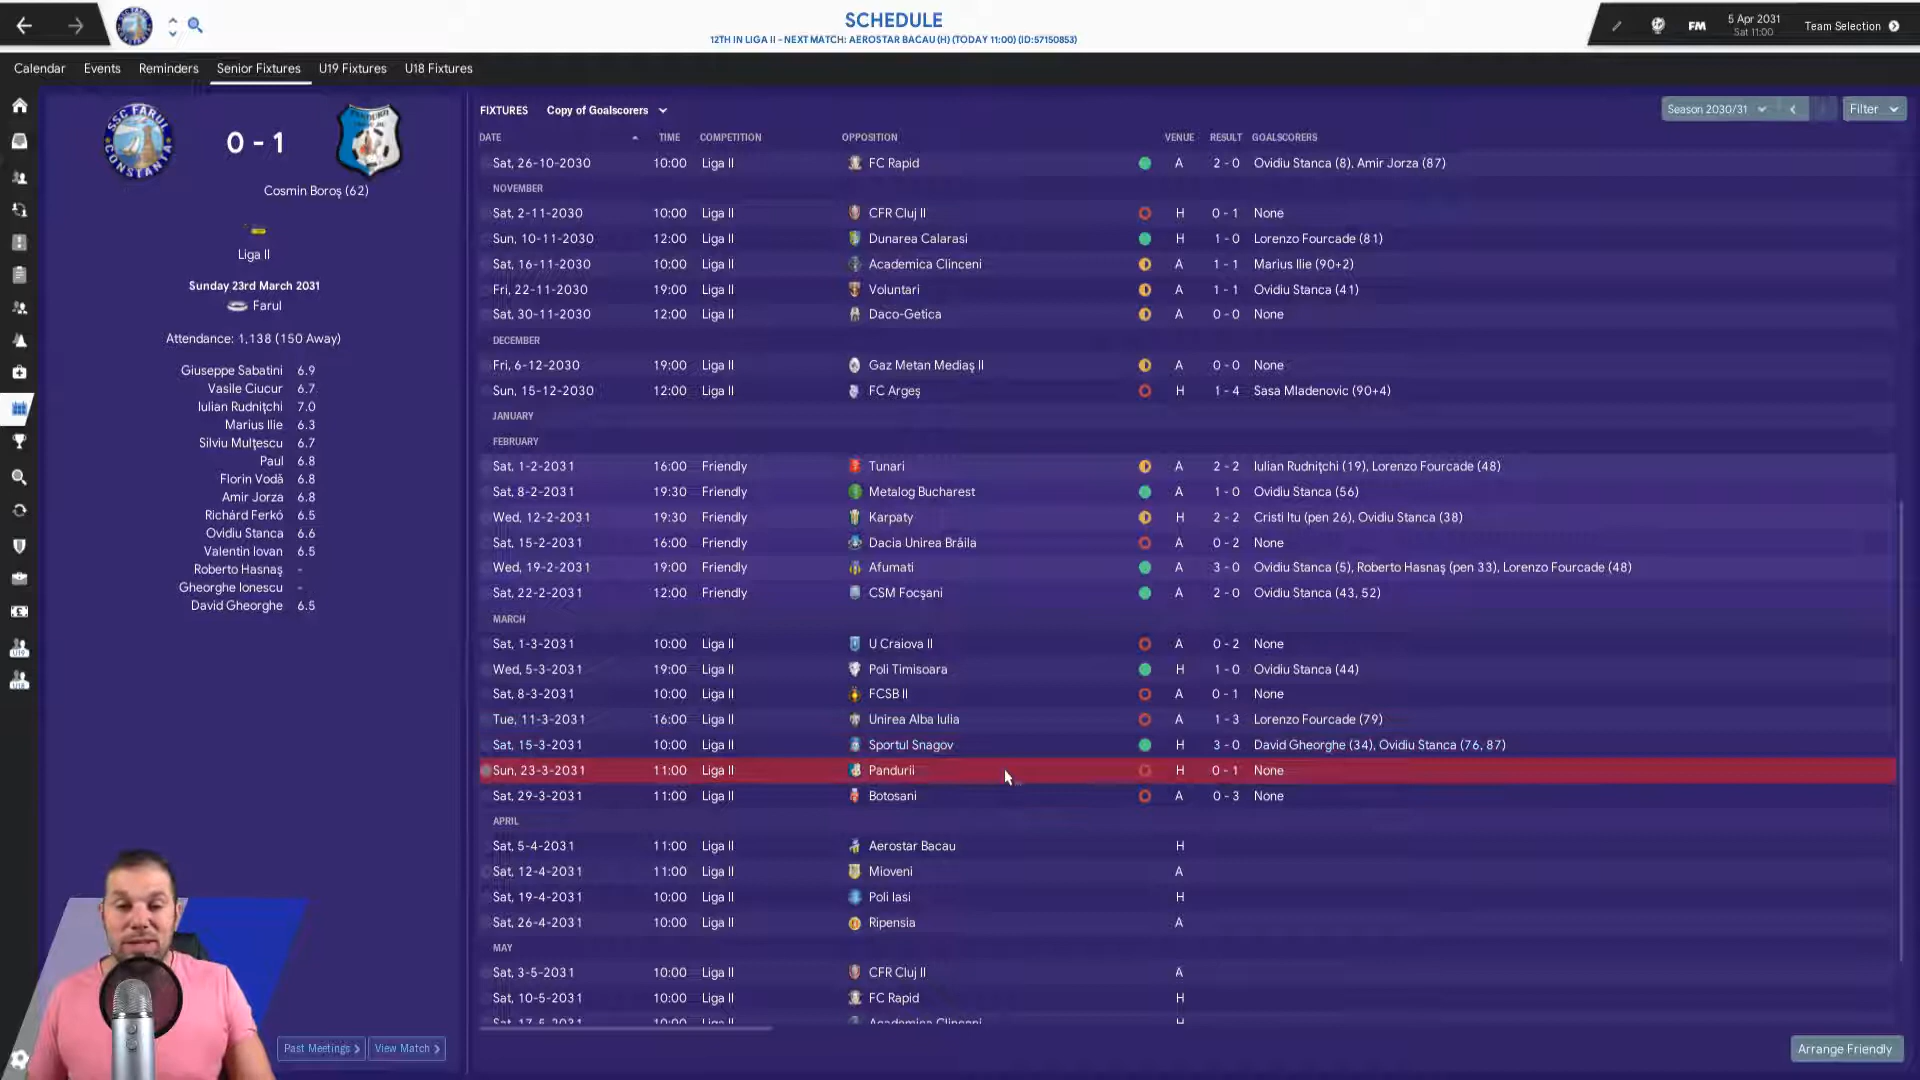 SCHEDULE
12TH IN LIGA II - NEXT MATCH: AEROSTAR BACAU (H) (TODAY 11:00) (ID:57150853)
FM
5 Apr 2031
Sat 11:00
Team Selection
Calendar Events Reminders Senior Fixtures U19 Fixtures U18 Fixtures
SSC FARUL CONSTANTA
0 - 1
PANDURII
Cosmin Boroş (62)
Liga II
Sunday 23rd March 2031
Farul
Attendance: 1,138 (150 Away)
Giuseppe Sabatini 6.9
Vasile Ciucur 6.7
Iulian Rudniţchi 7.0
Marius Ilie 6.3
Silviu Mulţescu 6.7
Paul 6.8
Florin Vodă 6.8
Amir Jorza 6.8
Richárd Ferkó 6.5
Ovidiu Stanca 6.6
Valentin Iovan 6.5
Roberto Hasnaş -
Gheorghe Ionescu -
David Gheorghe 6.5
Past Meetings
View Match
FIXTURES Copy of Goalscorers Season 2030/31 Filter
DATE TIME COMPETITION OPPOSITION VENUE RESULT GOALSCORERS
Sat, 26-10-2030 10:00 Liga II FC Rapid A 2 - 0 Ovidiu Stanca (8), Amir Jorza (87)
NOVEMBER
Sat, 2-11-2030 10:00 Liga II CFR Cluj II H 0 - 1 None
Sun, 10-11-2030 12:00 Liga II Dunarea Calarasi H 1 - 0 Lorenzo Fourcade (81)
Sat, 16-11-2030 10:00 Liga II Academica Clinceni A 1 - 1 Marius Ilie (90+2)
Fri, 22-11-2030 19:00 Liga II Voluntari A 1 - 1 Ovidiu Stanca (41)
Sat, 30-11-2030 12:00 Liga II Daco-Getica A 0 - 0 None
DECEMBER
Fri, 6-12-2030 19:00 Liga II Gaz Metan Mediaş II A 0 - 0 None
Sun, 15-12-2030 12:00 Liga II FC Argeş H 1 - 4 Sasa Mladenovic (90+4)
JANUARY
FEBRUARY
Sat, 1-2-2031 16:00 Friendly Tunari A 2 - 2 Iulian Rudniţchi (19), Lorenzo Fourcade (48)
Sat, 8-2-2031 19:30 Friendly Metalog Bucharest A 1 - 0 Ovidiu Stanca (56)
Wed, 12-2-2031 19:30 Friendly Karpaty H 2 - 2 Cristi Itu (pen 26), Ovidiu Stanca (38)
Sat, 15-2-2031 16:00 Friendly Dacia Unirea Brăila A 0 - 2 None
Wed, 19-2-2031 19:00 Friendly Afumati A 3 - 0 Ovidiu Stanca (5), Roberto Hasnaş (pen 33), Lorenzo Fourcade (48)
Sat, 22-2-2031 12:00 Friendly CSM Focşani A 2 - 0 Ovidiu Stanca (43, 52)
MARCH
Sat, 1-3-2031 10:00 Liga II U Craiova II A 0 - 2 None
Wed, 5-3-2031 19:00 Liga II Poli Timisoara H 1 - 0 Ovidiu Stanca (44)
Sat, 8-3-2031 10:00 Liga II FCSB II A 0 - 1 None
Tue, 11-3-2031 16:00 Liga II Unirea Alba Iulia A 1 - 3 Lorenzo Fourcade (79)
Sat, 15-3-2031 10:00 Liga II Sportul Snagov H 3 - 0 David Gheorghe (34), Ovidiu Stanca (76, 87)
Sun, 23-3-2031 11:00 Liga II Pandurii H 0 - 1 None
Sat, 29-3-2031 11:00 Liga II Botosani A 0 - 3 None
APRIL
Sat, 5-4-2031 11:00 Liga II Aerostar Bacau H
Sat, 12-4-2031 11:00 Liga II Mioveni A
Sat, 19-4-2031 10:00 Liga II Poli Iasi H
Sat, 26-4-2031 10:00 Liga II Ripensia A
MAY
Sat, 3-5-2031 10:00 Liga II CFR Cluj II A
Sat, 10-5-2031 10:00 Liga II FC Rapid H
Sat, 17-5-2031 10:00 Liga II Academica Clinceni H
Arrange Friendly